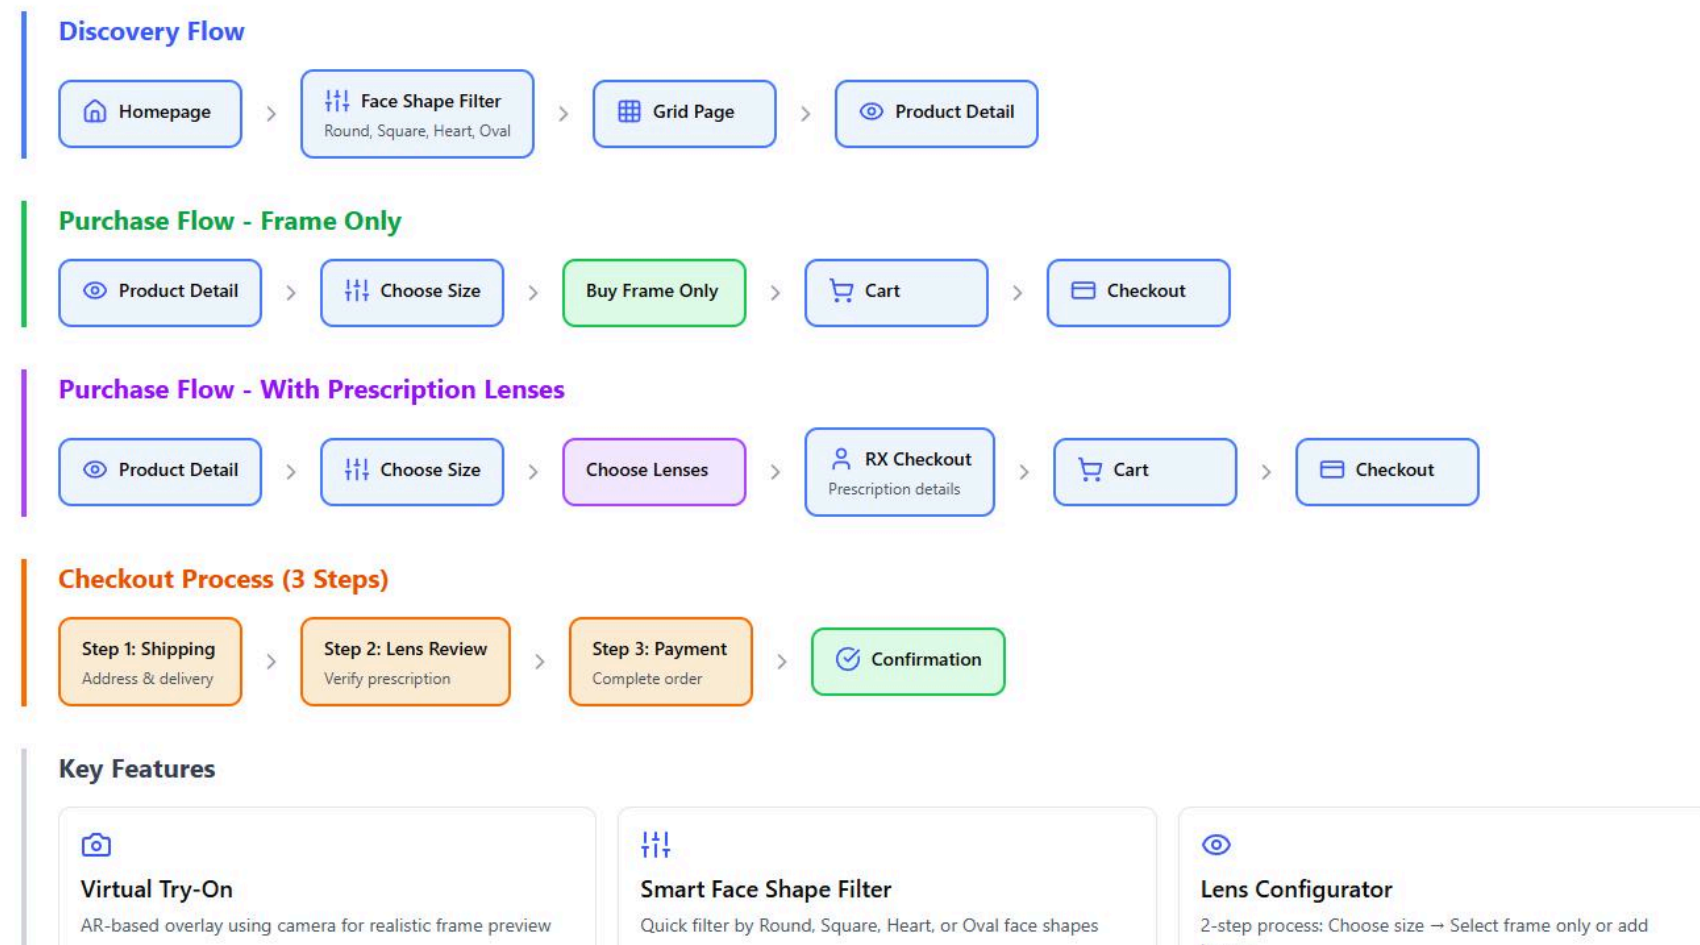 Discovery Flow
Homepage
Face Shape Filter
Round, Square, Heart, Oval
Grid Page
Product Detail
Purchase Flow - Frame Only
Product Detail
Choose Size
Buy Frame Only
Cart
Checkout
Purchase Flow - With Prescription Lenses
Product Detail
Choose Size
Choose Lenses
RX Checkout
Prescription details
Cart
Checkout
Checkout Process (3 Steps)
Step 1: Shipping
Address & delivery
Step 2: Lens Review
Verify prescription
Step 3: Payment
Complete order
Confirmation
Key Features
Virtual Try-On
AR-based overlay using camera for realistic frame preview
Smart Face Shape Filter
Quick filter by Round, Square, Heart, or Oval face shapes
Lens Configurator
2-step process: Choose size → Select frame only or add